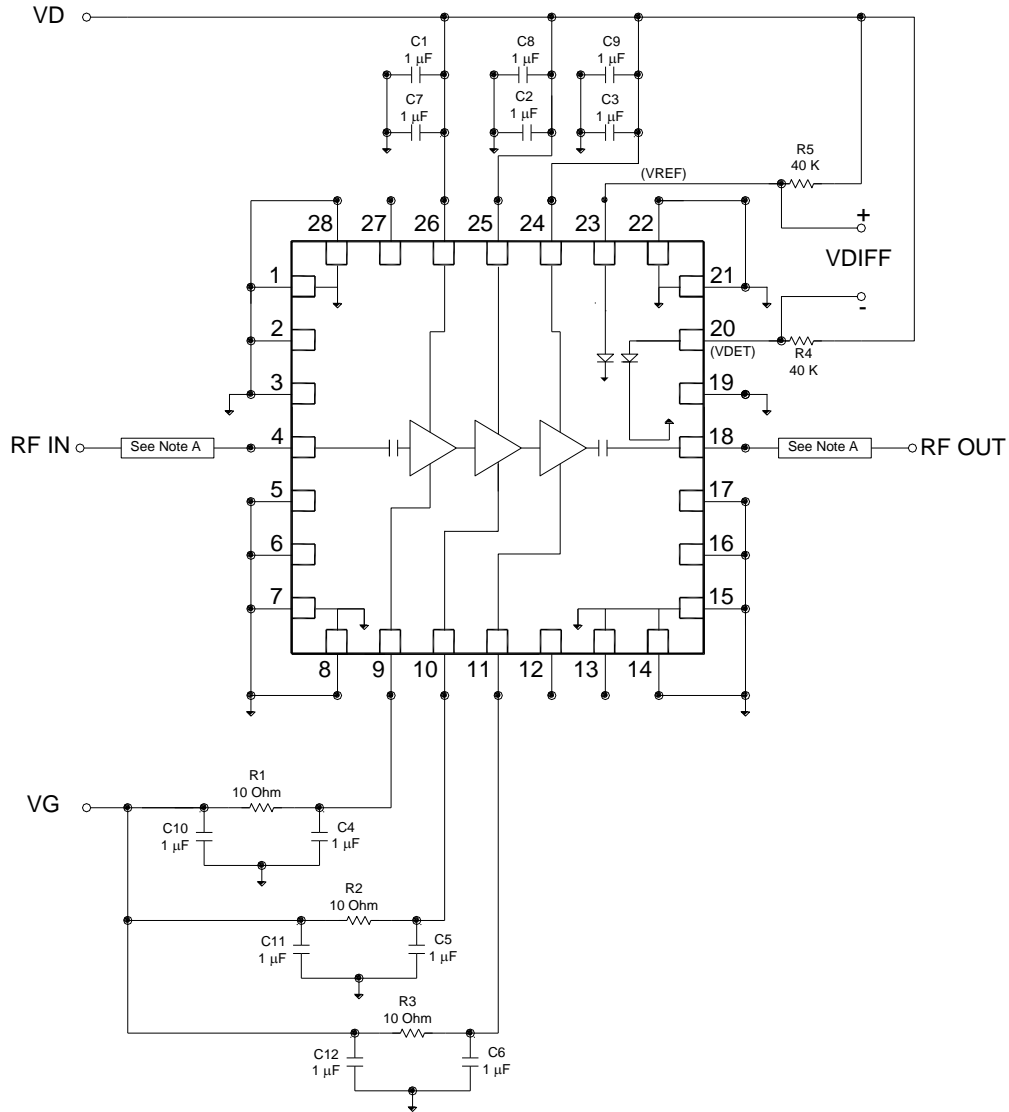 VD
C1
1 µF
C8
1 µF
C9
1 µF
C7
1 µF
C2
1 µF
C3
1 µF
R5
40 K
(VREF)
+
VDIFF
-
28
27
26
25
24
23
22
1
21
2
20
(VDET)
R4
40 K
3
19
RF IN
See Note A
4
18
See Note A
RF OUT
5
17
6
16
7
15
8
9
10
11
12
13
14
VG
R1
10 Ohm
C10
1 µF
C4
1 µF
R2
10 Ohm
C11
1 µF
C5
1 µF
R3
10 Ohm
C12
1 µF
C6
1 µF